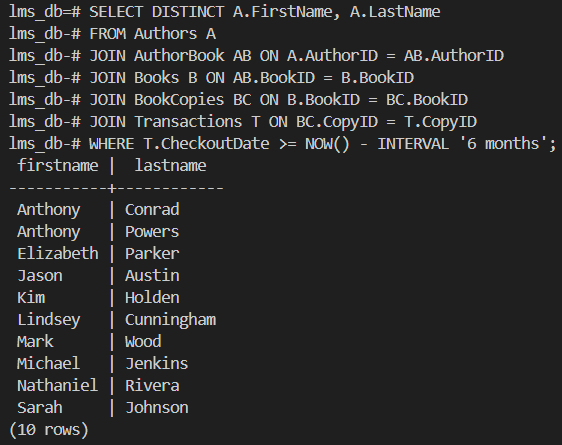 lms_db=# SELECT DISTINCT A.FirstName, A.LastName
lms_db-# FROM Authors A
lms_db-# JOIN AuthorBook AB ON A.AuthorID = AB.AuthorID
lms_db-# JOIN Books B ON AB.BookID = B.BookID
lms_db-# JOIN BookCopies BC ON B.BookID = BC.BookID
lms_db-# JOIN Transactions T ON BC.CopyID = T.CopyID
lms_db-# WHERE T.CheckoutDate >= NOW() - INTERVAL '6 months';
 firstname |  lastname
-----------+------------
 Anthony   | Conrad
 Anthony   | Powers
 Elizabeth | Parker
 Jason     | Austin
 Kim       | Holden
 Lindsey   | Cunningham
 Mark      | Wood
 Michael   | Jenkins
 Nathaniel | Rivera
 Sarah     | Johnson
(10 rows)